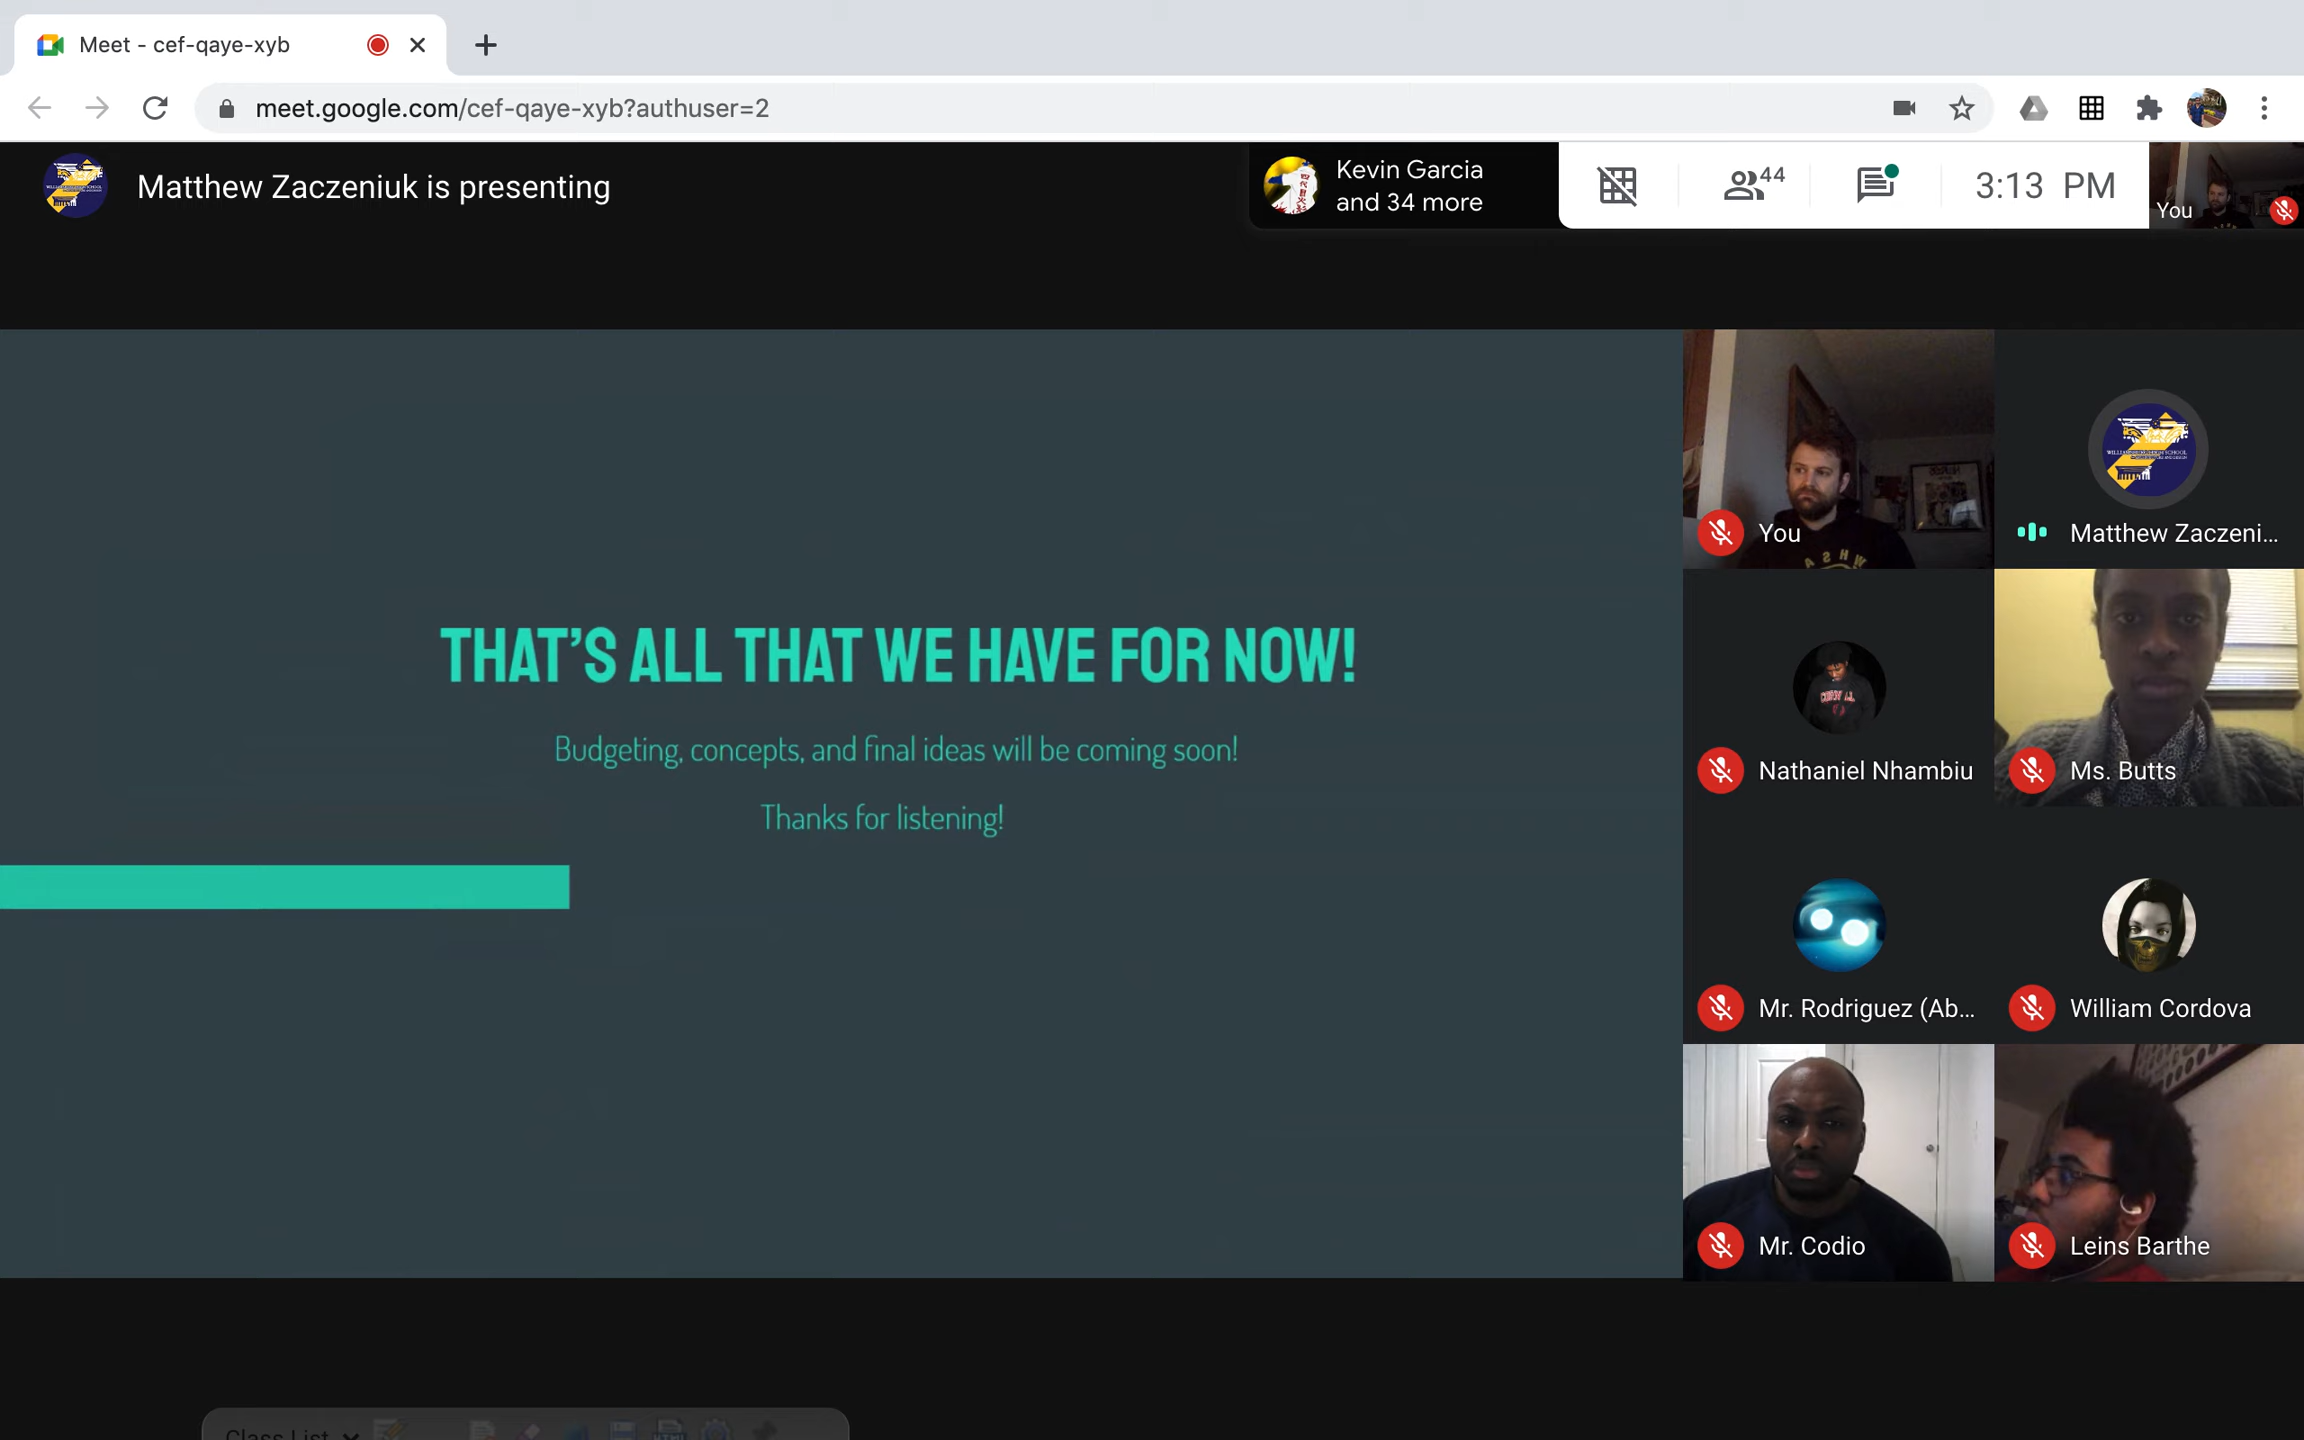 Meet - cef-qaye-xyb
meet.google.com/cef-qaye-xyb?authuser=2
Matthew Zaczeniuk is presenting
Kevin Garcia
and 34 more
44
3:13 PM
You
THAT'S ALL THAT WE HAVE FOR NOW!
Budgeting, concepts, and final ideas will be coming soon!
Thanks for listening!
You
Matthew Zaczeni...
Nathaniel Nhambiu
Ms. Butts
Mr. Rodriguez (Ab...
William Cordova
Mr. Codio
Leins Barthe
Class List